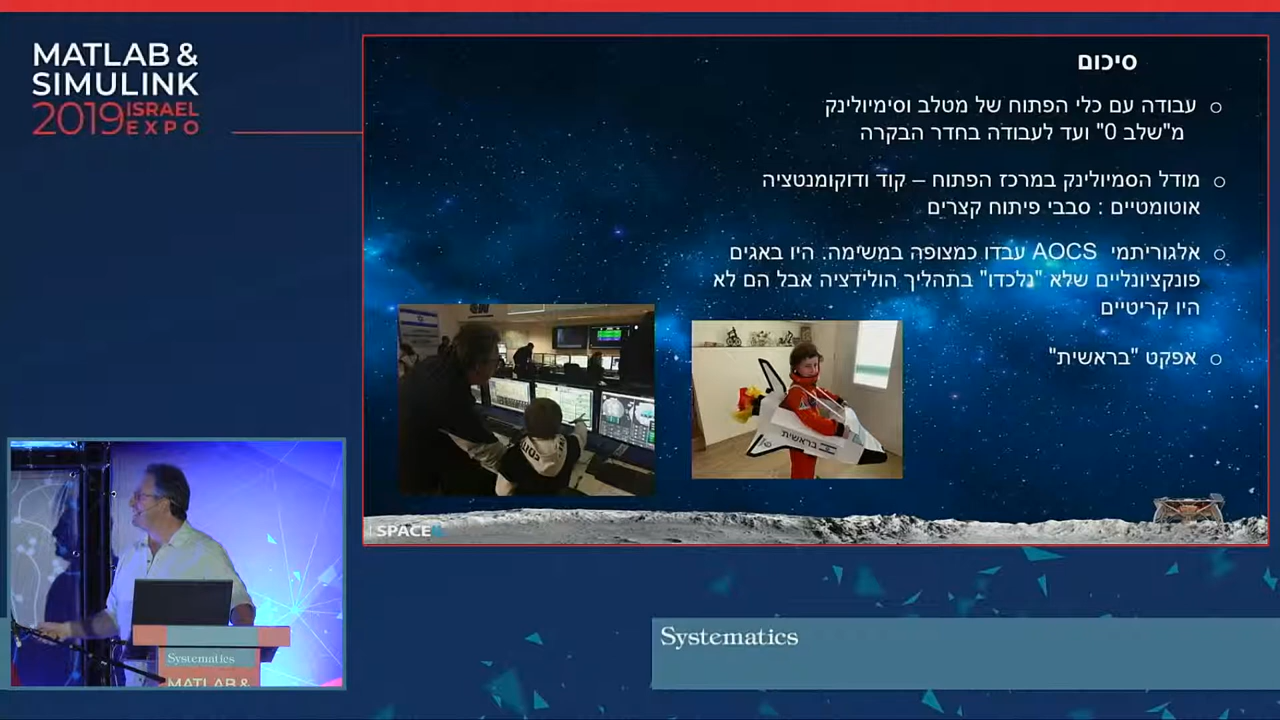 MATLAB &
SIMULINK
2019 ISRAEL
EXPO
סיכום
עבודה עם כלי הפתוח של מטלב וסימיולינק
מ"שלב 0" ועד לעבודה בחדר הבקרה
מודל הסמיולינק במרכז הפתוח – קוד ודוקומנטציה
אוטומטיים : סבבי פיתוח קצרים
אלגוריתמי AOCS עבדו כמצופה במשימה. היו באגים
פונקציונליים שלא "נלכדו" בתהליך הולידציה אבל הם לא
היו קריטיים
אפקט "בראשית"
בראשית
SPACE
Systematics
Systematics
MATLAB &